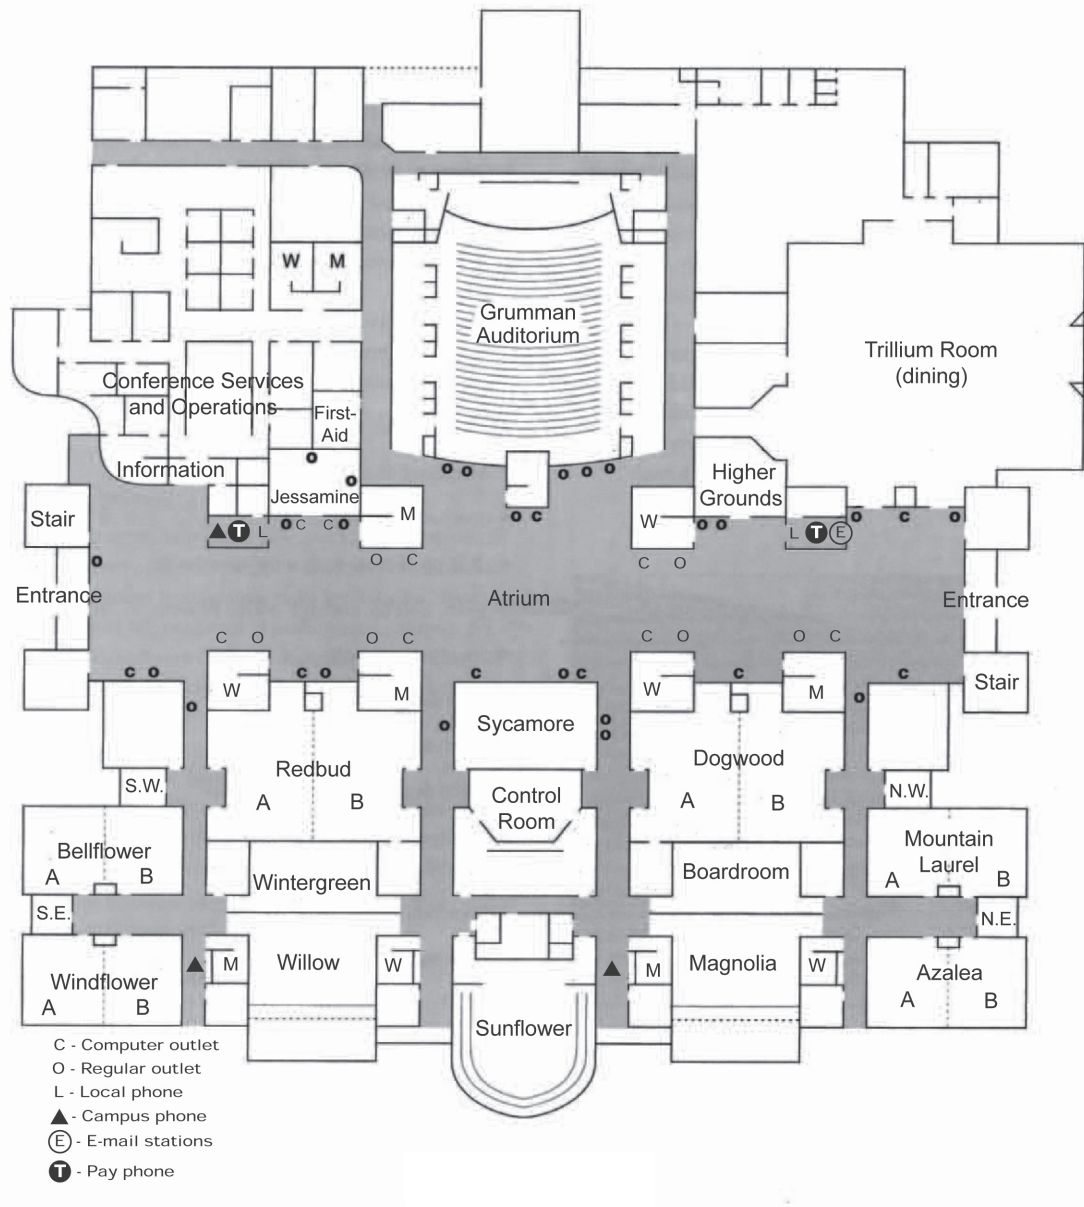 W M
Grumman
Auditorium
Trillium Room
(dining)
Conference Services
and Operations
First-
Aid
Information
Jessamine
Higher
Grounds
o
o
o o
o o o
o c
Stair
T L
o C C o
M
W
o o
L T E
o c o
O C
C O
o
Entrance
Atrium
Entrance
C O
O C
C O
O C
c o
c o
c
o c
c
c
Stair
W
M
W
M
o
o
o
o
o
Sycamore
Redbud
A B
Dogwood
A B
S.W.
N.W.
Control
Room
Bellflower
A B
Wintergreen
Boardroom
Mountain
Laurel
A B
S.E.
N.E.
Windflower
A B
M
Willow
W
M
Magnolia
W
Azalea
A B
Sunflower
C - Computer outlet
O - Regular outlet
L - Local phone
- Campus phone
E - E-mail stations
T - Pay phone